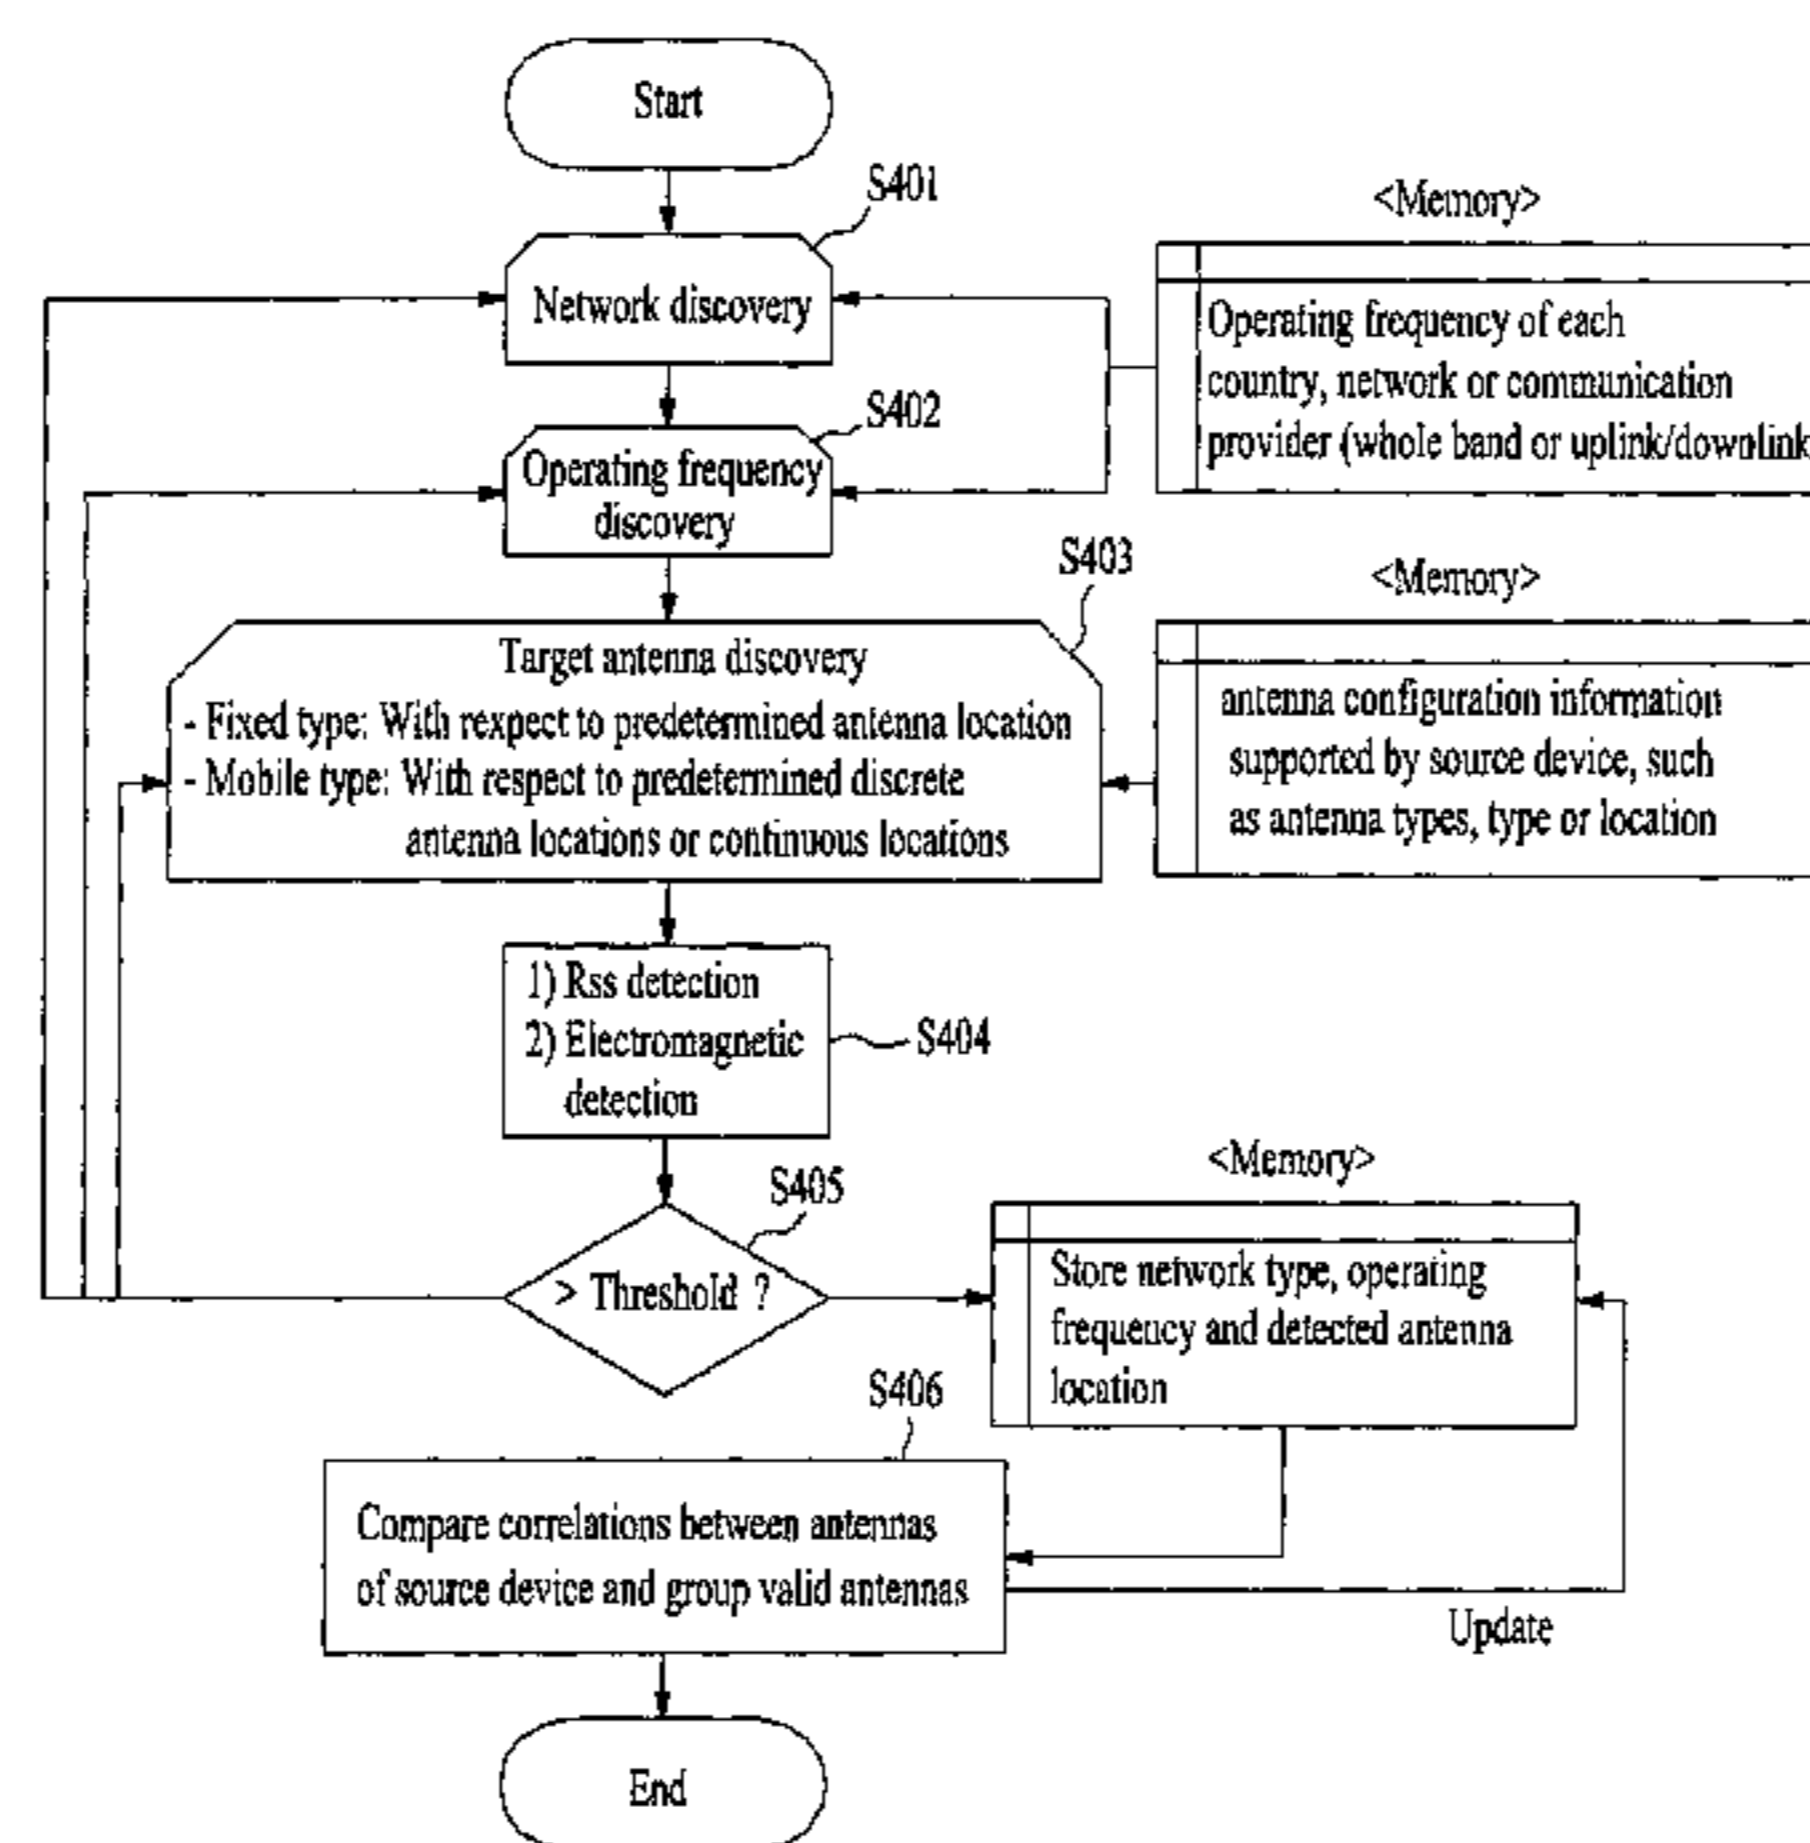 Start
S401
<Memory>
Network discovery
Operating frequency of each
country, network or communication
provider (whole band or uplink/downlink
S402
Operating frequency
discovery
S403
<Memory>
Target antenna discovery
- Fixed type: With rexpect to predetermined antenna location
- Mobile type: With respect to predetermined discrete
antenna locations or continuous locations
antenna configuration information
supported by source device, such
as antenna types, type or location
1) Rss detection
2) Electromagnetic
detection
S404
<Memory>
S405
> Threshold ?
Store network type, operating
frequency and detected antenna
location
S406
Compare correlations between antennas
of source device and group valid antennas
Update
End